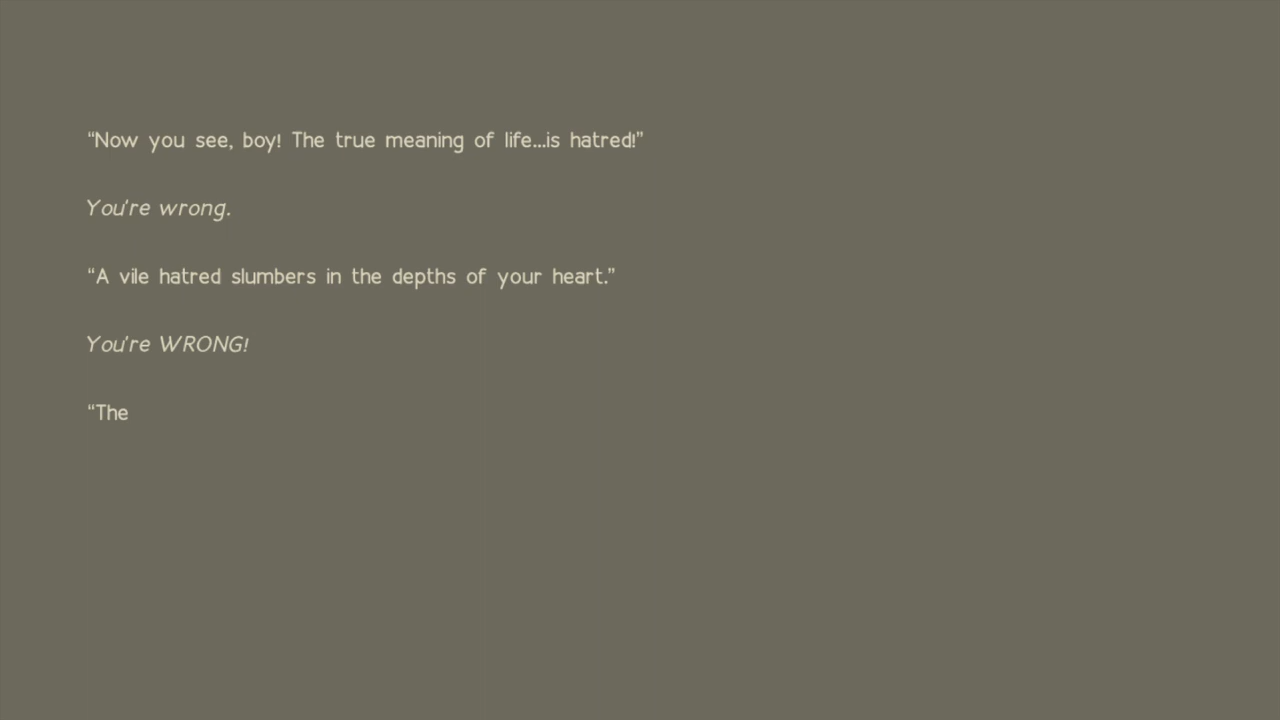 “Now you see, boy! The true meaning of life...is hatred!”
You're wrong.
“A vile hatred slumbers in the depths of your heart.”
You're WRONG!
“The